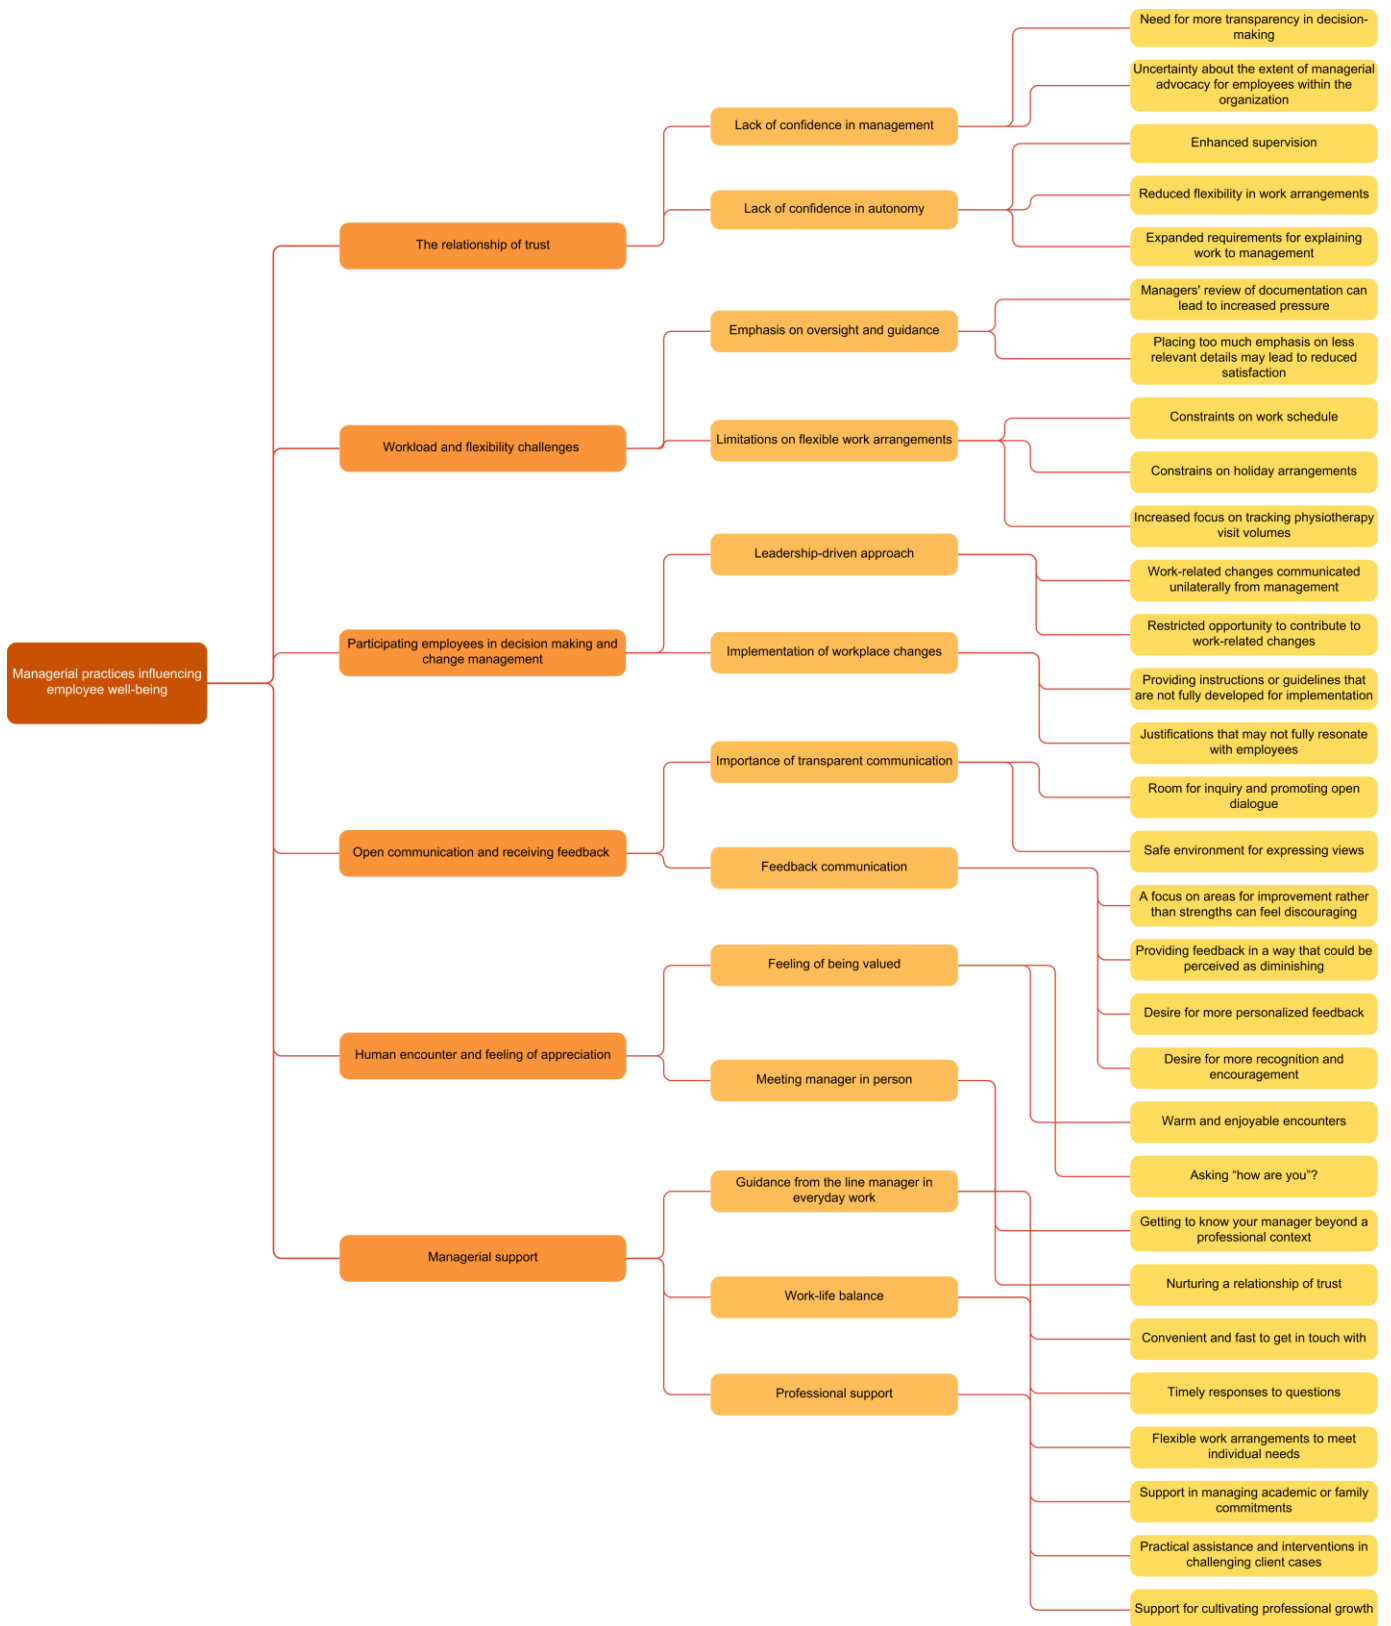 Managerial practices influencing
employee well-being
The relationship of trust
Workload and flexibility challenges
Participating employees in decision making and
change management
Open communication and receiving feedback
Human encounter and feeling of appreciation
Managerial support
Lack of confidence in management
Lack of confidence in autonomy
Emphasis on oversight and guidance
Limitations on flexible work arrangements
Leadership-driven approach
Implementation of workplace changes
Importance of transparent communication
Feedback communication
Feeling of being valued
Meeting manager in person
Guidance from the line manager in
everyday work
Work-life balance
Professional support
Need for more transparency in decision-
making
Uncertainty about the extent of managerial
advocacy for employees within the
organization
Enhanced supervision
Reduced flexibility in work arrangements
Expanded requirements for explaining
work to management
Managers' review of documentation can
lead to increased pressure
Placing too much emphasis on less
relevant details may lead to reduced
satisfaction
Constraints on work schedule
Constrains on holiday arrangements
Increased focus on tracking physiotherapy
visit volumes
Work-related changes communicated
unilaterally from management
Restricted opportunity to contribute to
work-related changes
Providing instructions or guidelines that
are not fully developed for implementation
Justifications that may not fully resonate
with employees
Room for inquiry and promoting open
dialogue
Safe environment for expressing views
A focus on areas for improvement rather
than strengths can feel discouraging
Providing feedback in a way that could be
perceived as diminishing
Desire for more personalized feedback
Desire for more recognition and
encouragement
Warm and enjoyable encounters
Asking “how are you”?
Getting to know your manager beyond a
professional context
Nurturing a relationship of trust
Convenient and fast to get in touch with
Timely responses to questions
Flexible work arrangements to meet
individual needs
Support in managing academic or family
commitments
Practical assistance and interventions in
challenging client cases
Support for cultivating professional growth